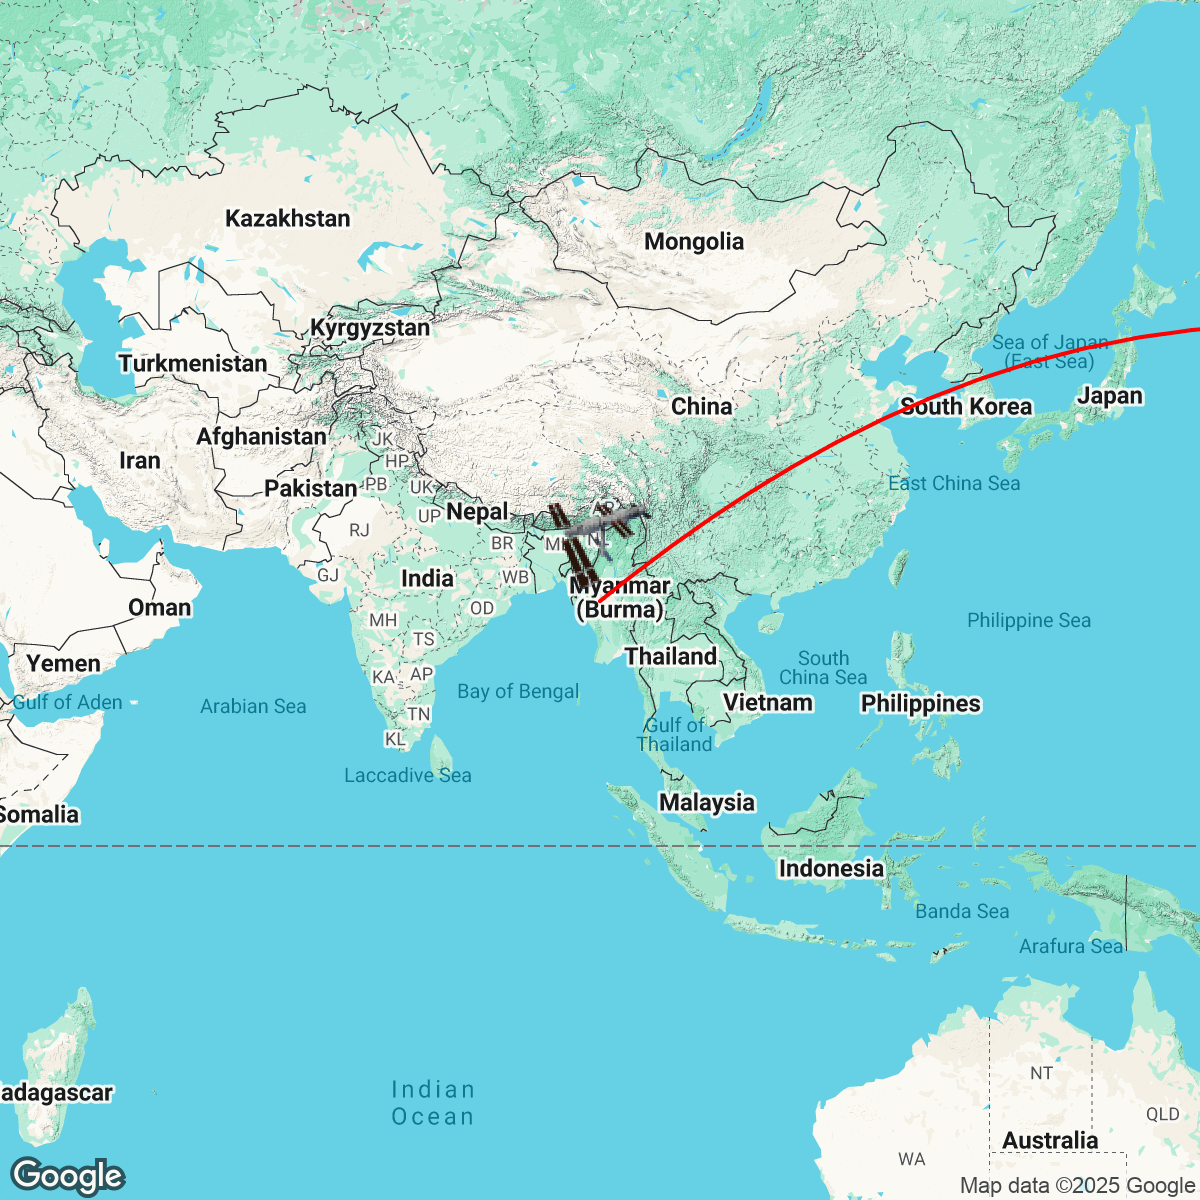 Kazakhstan
Mongolia
Kyrgyzstan
Sea of Japan
(East Sea)
Turkmenistan
Japan
China
South Korea
Afghanistan
JK
Iran
HP
Pakistan
PB
UK
East China Sea
Nepal
UP
AR
RJ
BR
NL
GJ
India
WB
Myanmar
(Burma)
Oman
OD
MH
Philippine Sea
TS
Yemen
Thailand
South
China Sea
KA
AP
Bay of Bengal
Gulf of Aden
Arabian Sea
Vietnam
Philippines
TN
Gulf of
Thailand
KL
Laccadive Sea
Malaysia
Somalia
Indonesia
Banda Sea
Arafura Sea
NT
Indian
Ocean
adagascar
QLD
Australia
WA
Google
Map data ©2025 Google